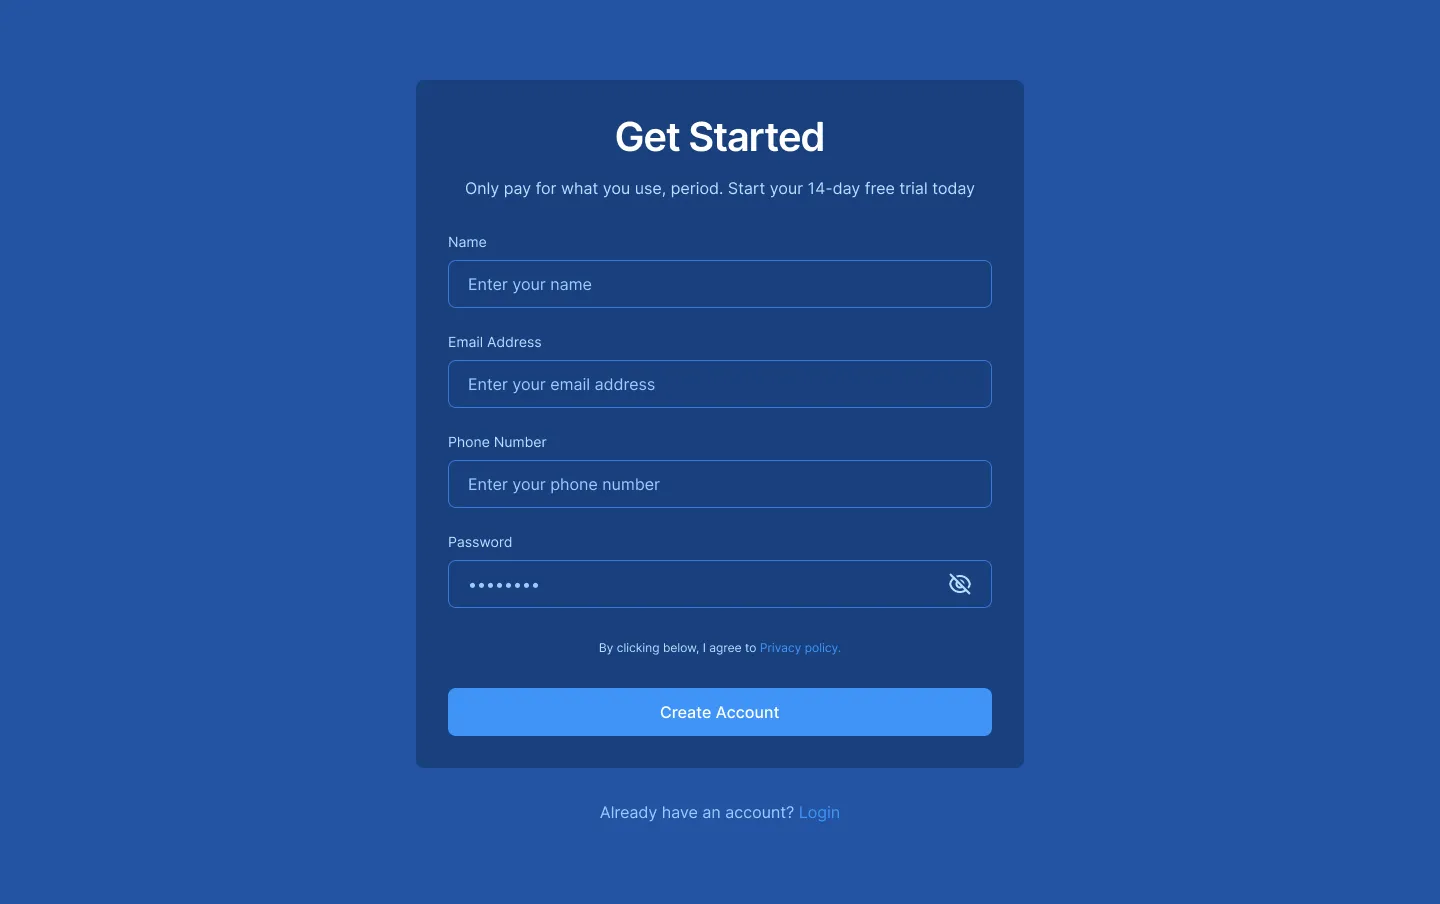 Get Started
Only pay for what you use, period. Start your 14-day free trial today
Name
Enter your name
Email Address
Enter your email address
Phone Number
Enter your phone number
Password
••••••••
By clicking below, I agree to Privacy policy.
Create Account
Already have an account? Login